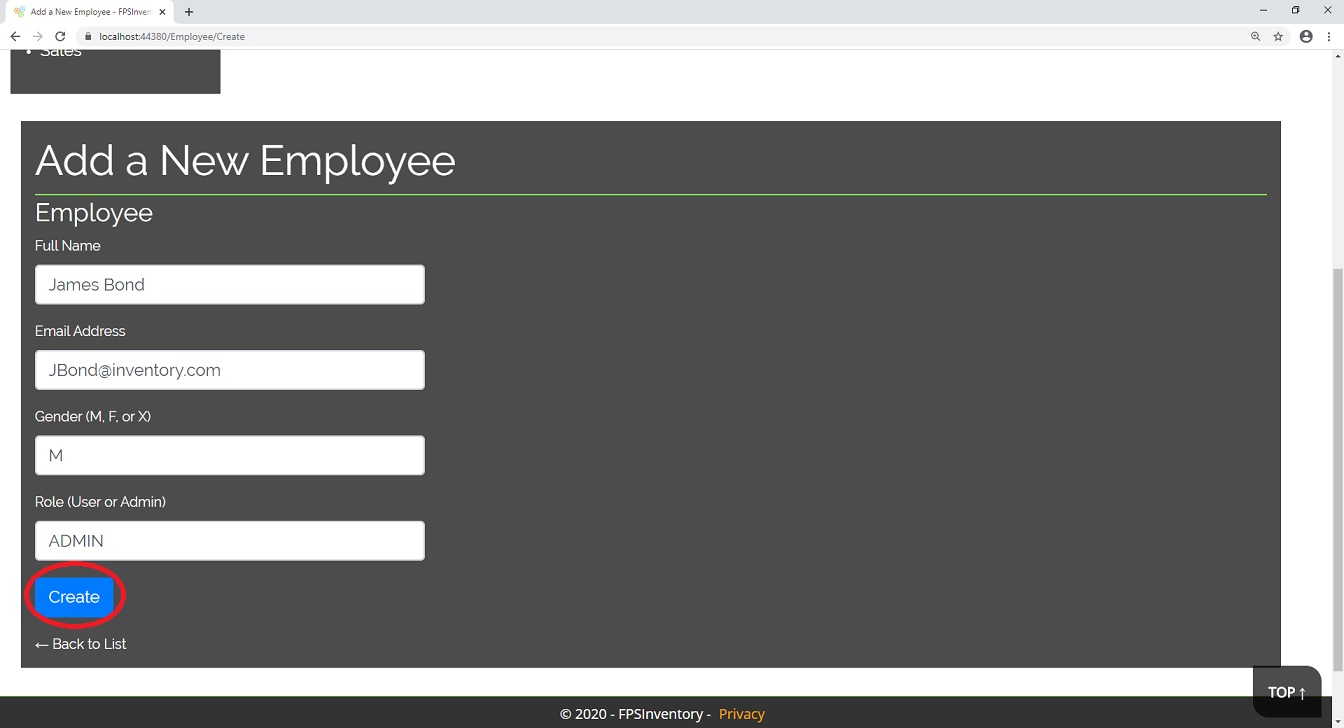 Add a New Employee - FPSInven
localhost:44380/Employee/Create
Sales
Add a New Employee
Employee
Full Name
James Bond
Email Address
JBond@inventory.com
Gender (M, F, or X)
M
Role (User or Admin)
ADMIN
Create
← Back to List
TOP ↑
© 2020 - FPSInventory - Privacy